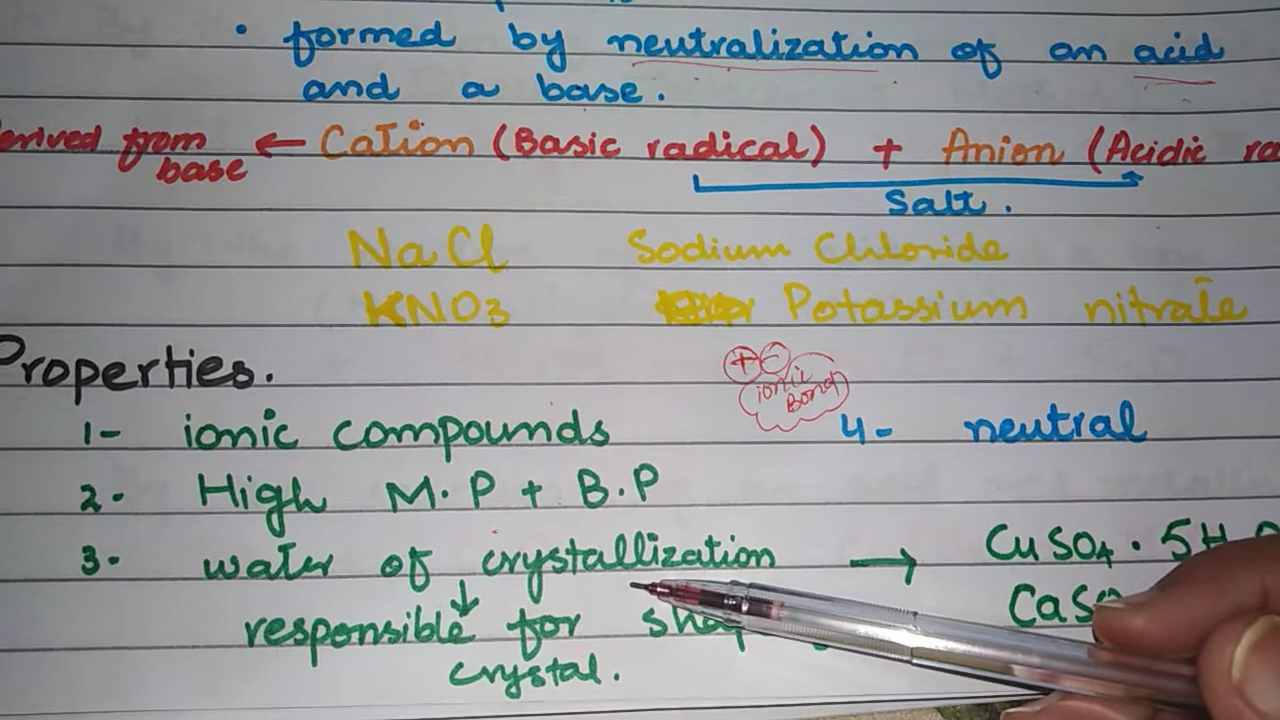 • formed by neutralization of an acid
and a base.
erived from base ← Cation (Basic radical) + Anion (Acidic ra
Salt.
NaCl Sodium Chloride
KNO3 Potassium nitrate
Properties.
+ -
ionic Bond
1- ionic compounds 4- neutral
2- High M.P + B.P
3- water of crystallization → CuSO4 . 5H
responsible for crystal.